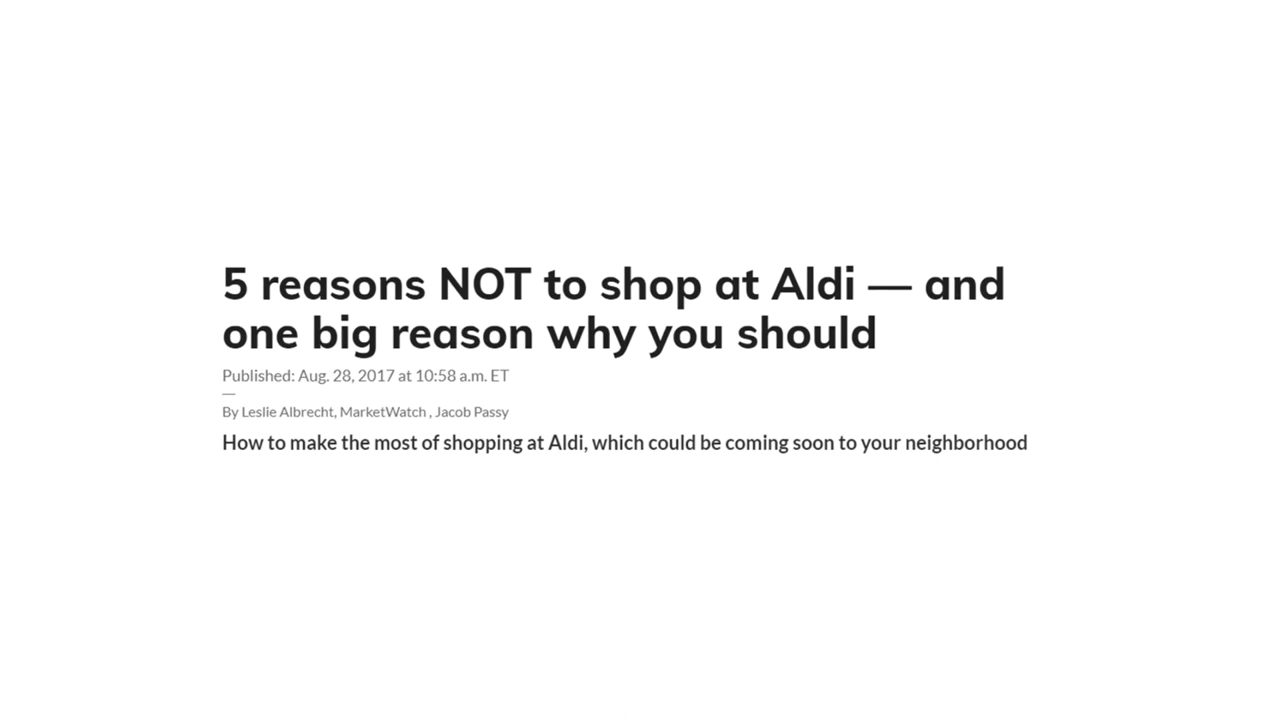 5 reasons NOT to shop at Aldi — and
one big reason why you should
Published: Aug. 28, 2017 at 10:58 a.m. ET
—
By Leslie Albrecht, MarketWatch , Jacob Passy
How to make the most of shopping at Aldi, which could be coming soon to your neighborhood